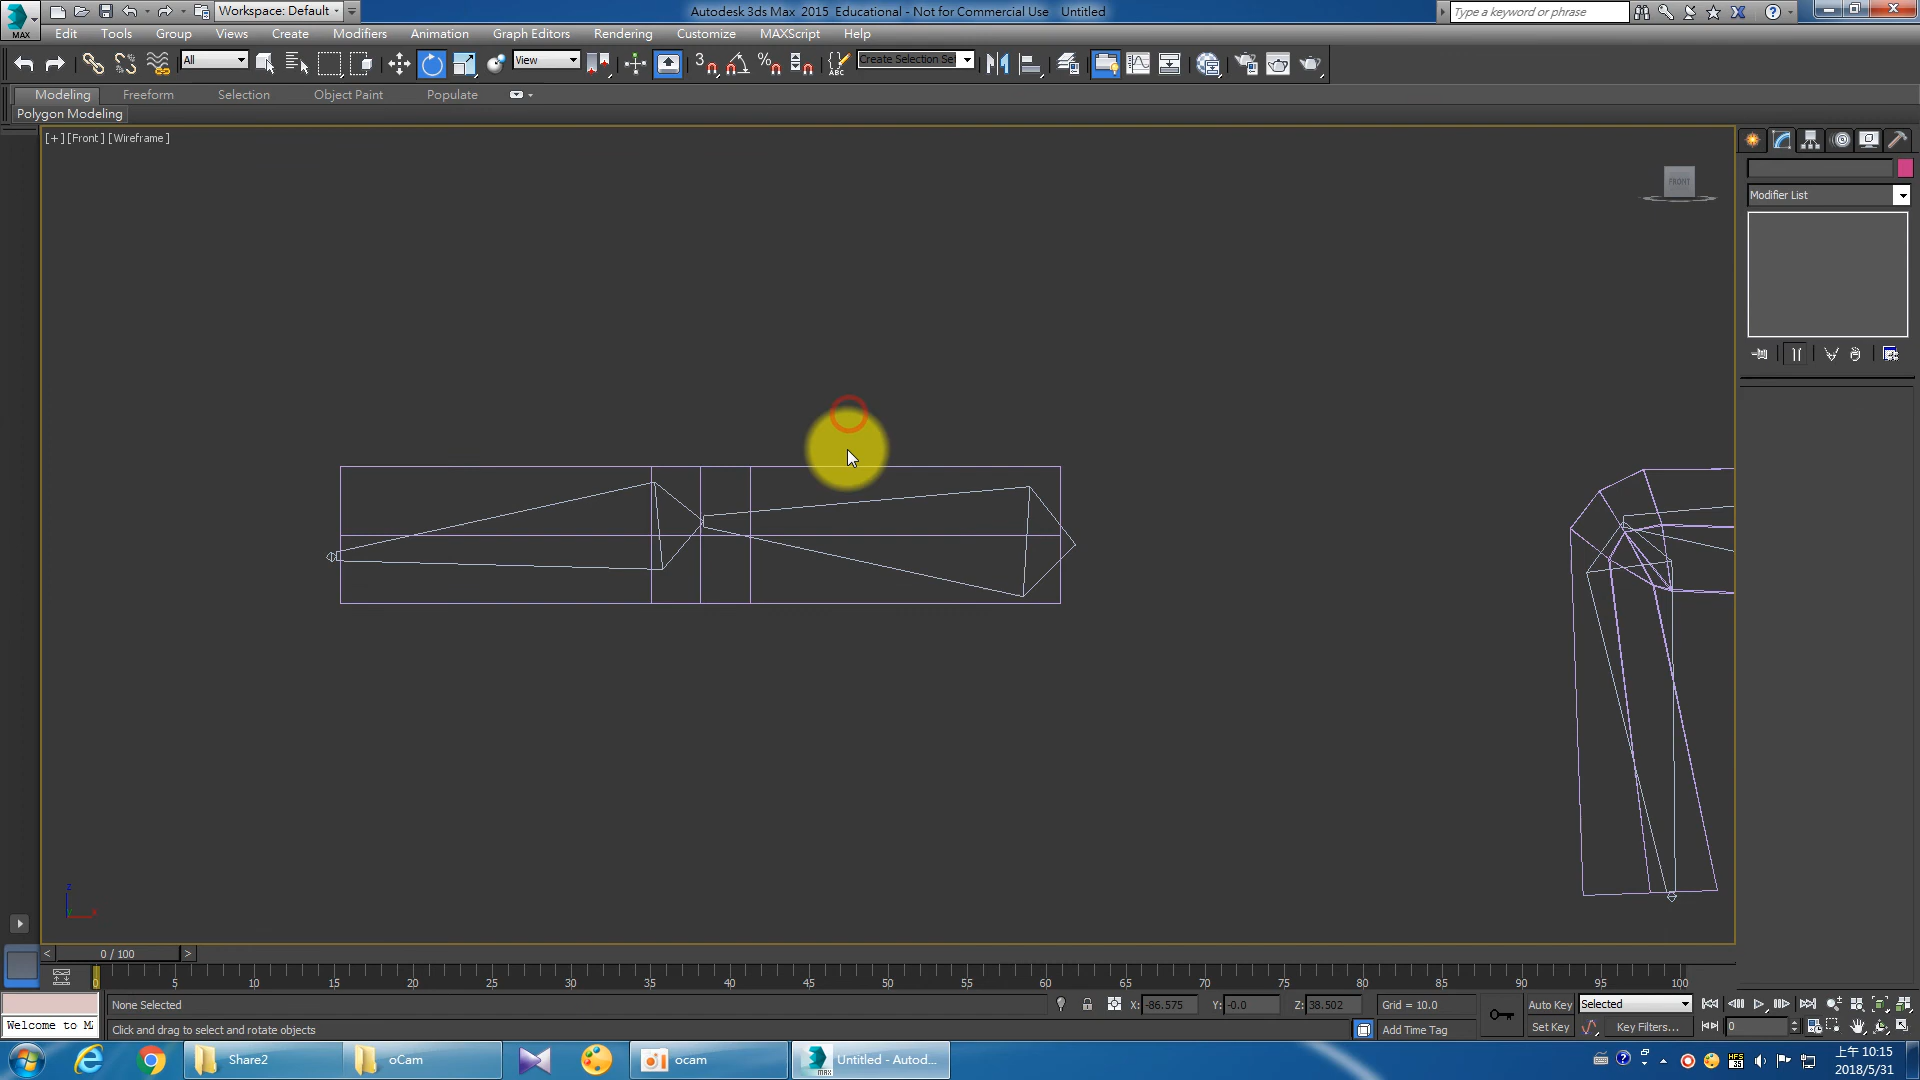 Workspace: Default
Autodesk 3ds Max 2015 Educational - Not for Commercial Use Untitled
Type a keyword or phrase
MAX
Edit Tools Group Views Create Modifiers Animation Graph Editors Rendering Customize MAXScript Help
All
View
3
ABC
Create Selection Se
Modeling Freeform Selection Object Paint Populate
Polygon Modeling
[+] [Front] [Wireframe]
FRONT
Modifier List
z
x
0 / 100
0 5 10 15 20 25 30 35 40 45 50 55 60 65 70 75 80 85 90 95 100
None Selected
X: -86.575 Y: -0.0 Z: 38.502 Grid = 10.0
Auto Key Selected
Welcome to M
Click and drag to select and rotate objects
Add Time Tag
Set Key Key Filters... 0
Share2 oCam ocam Untitled - Autod...
上午 10:15
2018/5/31